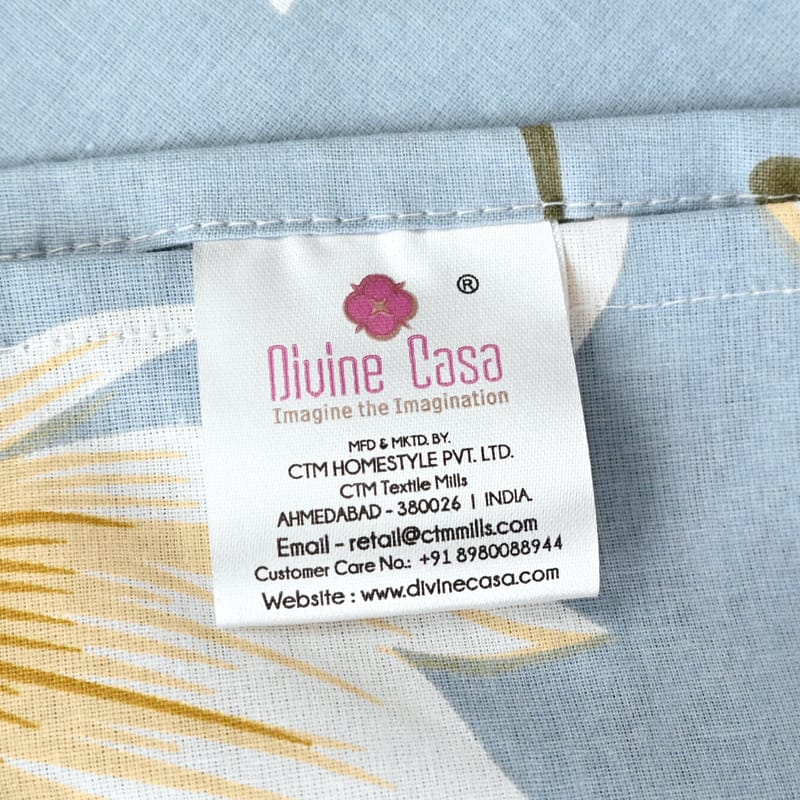 ®
Divine Casa
Imagine the Imagination
MFD & MKTD. BY.
CTM HOMESTYLE PVT. LTD.
CTM Textile Mills
AHMEDABAD - 380026 | INDIA.
Email - retail@ctmmills.com
Customer Care No.: +91 8980088944
Website : www.divinecasa.com